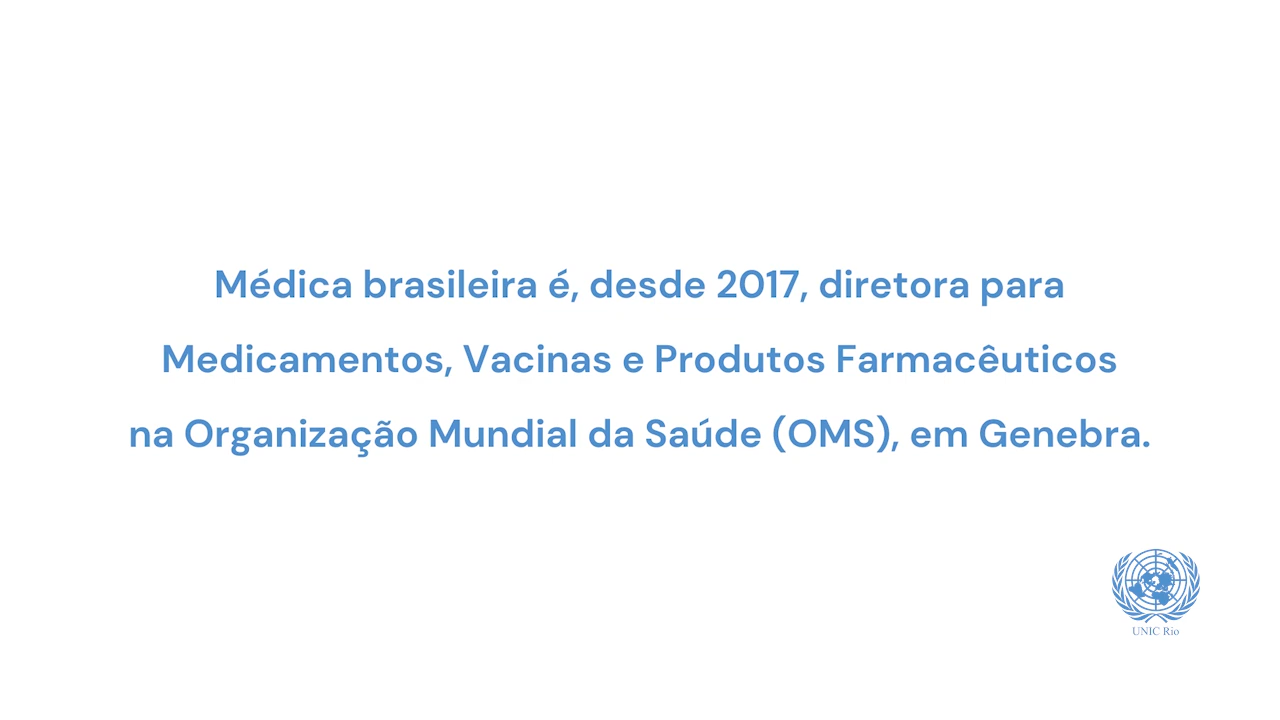 Médica brasileira é, desde 2017, diretora para
Medicamentos, Vacinas e Produtos Farmacêuticos
na Organização Mundial da Saúde (OMS), em Genebra.
UNIC Rio